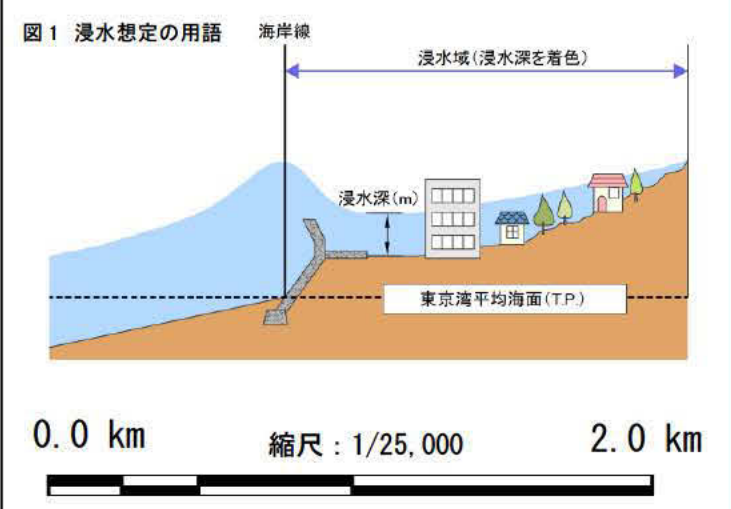 図1 浸水想定の用語
海岸線
浸水域(浸水深を着色)
浸水深(m)
東京湾平均海面(T.P.)
0.0 km
縮尺:1/25,000
2.0 km